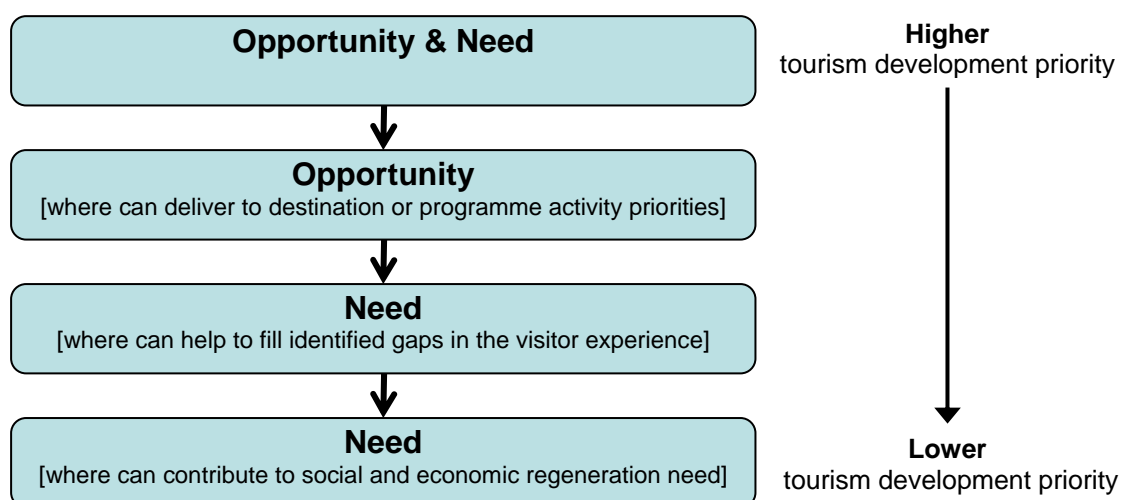 Opportunity & Need
Higher
tourism development priority
Opportunity
[where can deliver to destination or programme activity priorities]
Need
[where can help to fill identified gaps in the visitor experience]
Need
[where can contribute to social and economic regeneration need]
Lower
tourism development priority